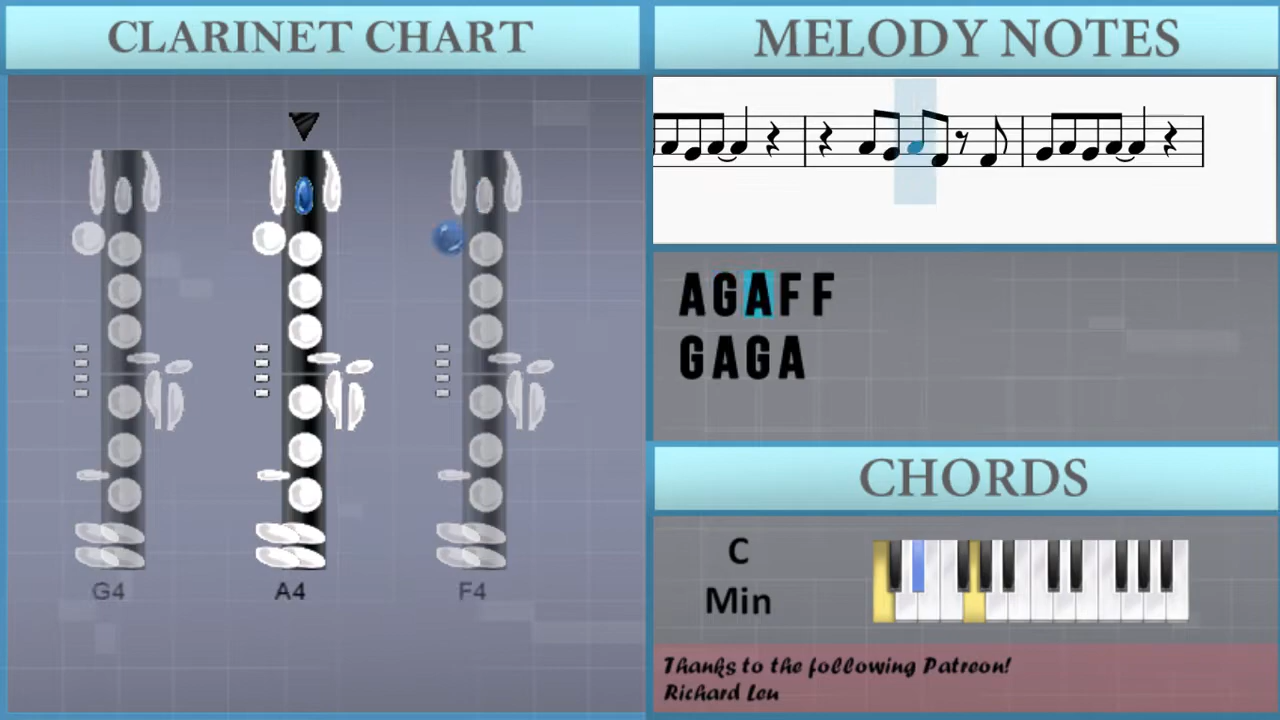 CLARINET CHART
G4
A4
F4
MELODY NOTES
AGAFF
GAGA
CHORDS
C
Min
Thanks to the following Patreon!
Richard Leu